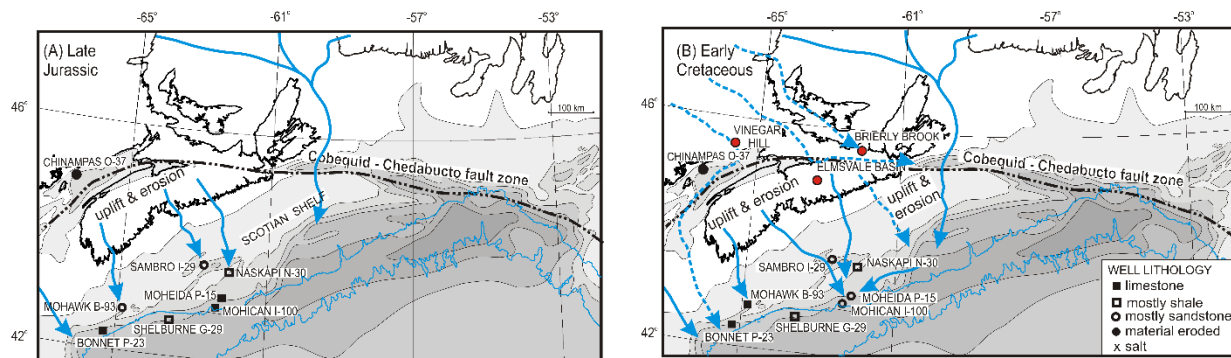 -65°
-61°
-57°
-53°
(A) Late
Jurassic
46°
100 km
CHINAMPAS O-37
Cobequid - Chedabucto fault zone
uplift & erosion
SCOTIAN SHELF
SAMBRO I-29
NASKAPI N-30
MOHEIDA P-15
MOHAWK B-93
MOHICAN I-100
SHELBURNE G-29
42°
BONNET P-23
-65°
-61°
-57°
-53°
(B) Early
Cretaceous
46°
100 km
VINEGAR
HILL
BRIERLY BROOK
CHINAMPAS O-37
ELMSVALE BASIN
Cobequid - Chedabucto fault zone
uplift & erosion
uplift &
erosion
SAMBRO I-29
NASKAPI N-30
MOHAWK B-93
MOHEIDA P-15
MOHICAN I-100
SHELBURNE G-29
42°
BONNET P-23
WELL LITHOLOGY
limestone
mostly shale
mostly sandstone
material eroded
x salt